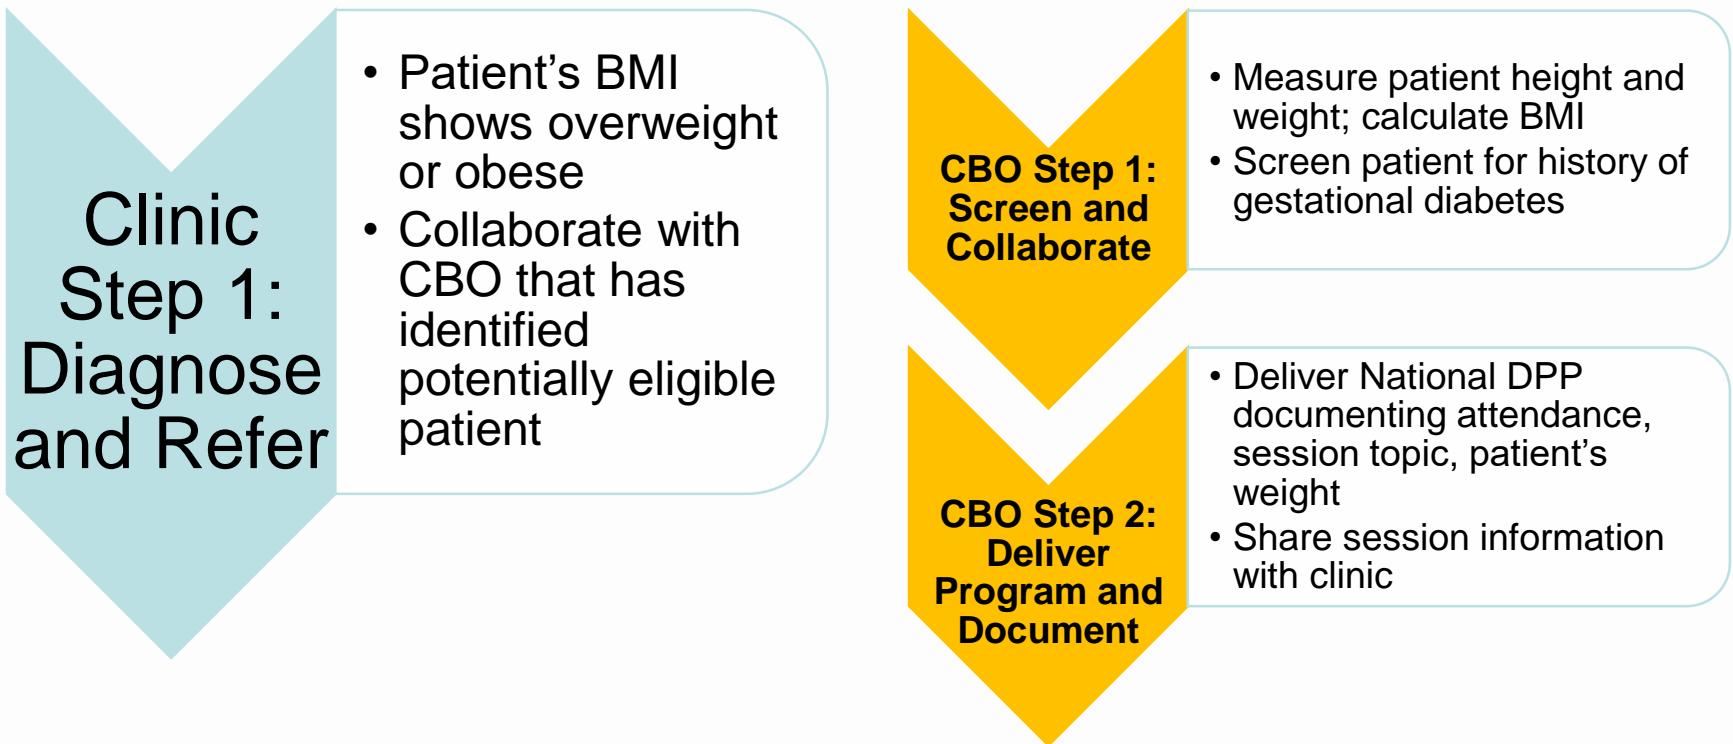 Clinic
Step 1:
Diagnose
and Refer
• Patient’s BMI
shows overweight
or obese
• Collaborate with
CBO that has
identified
potentially eligible
patient
CBO Step 1:
Screen and
Collaborate
• Measure patient height and
weight; calculate BMI
• Screen patient for history of
gestational diabetes
CBO Step 2:
Deliver
Program and
Document
• Deliver National DPP
documenting attendance,
session topic, patient’s
weight
• Share session information
with clinic